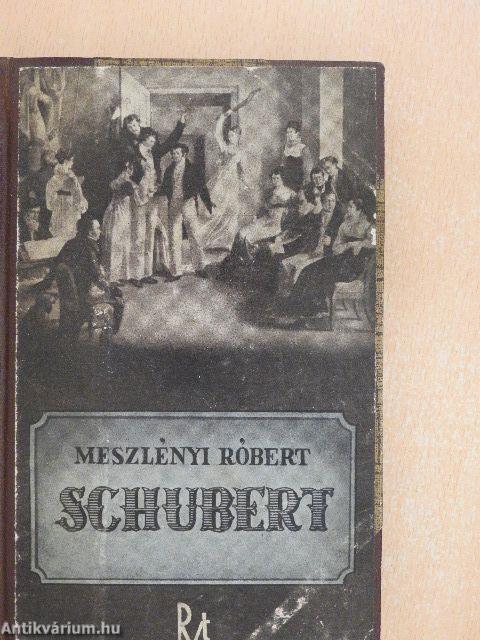 MESZLÉNYI RÓBERT
SCHUBERT
Rt
Antikvárium.hu